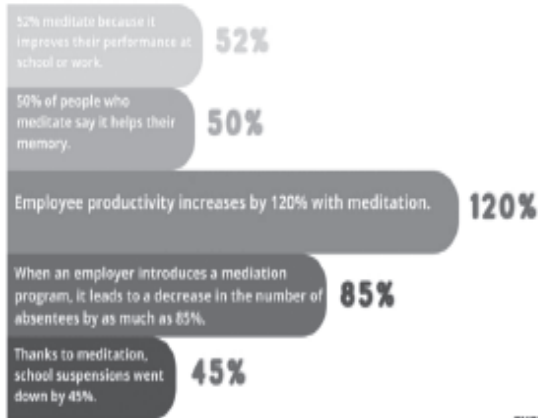 52% meditate because it
improves their performance at
school or work.
52%
50% of people who
meditate say it helps their
memory.
50%
Employee productivity increases by 120% with meditation.
120%
When an employer introduces a mediation
program, it leads to a decrease in the number of
absentees by as much as 85%.
85%
Thanks to meditation,
school suspensions went
down by 45%.
45%